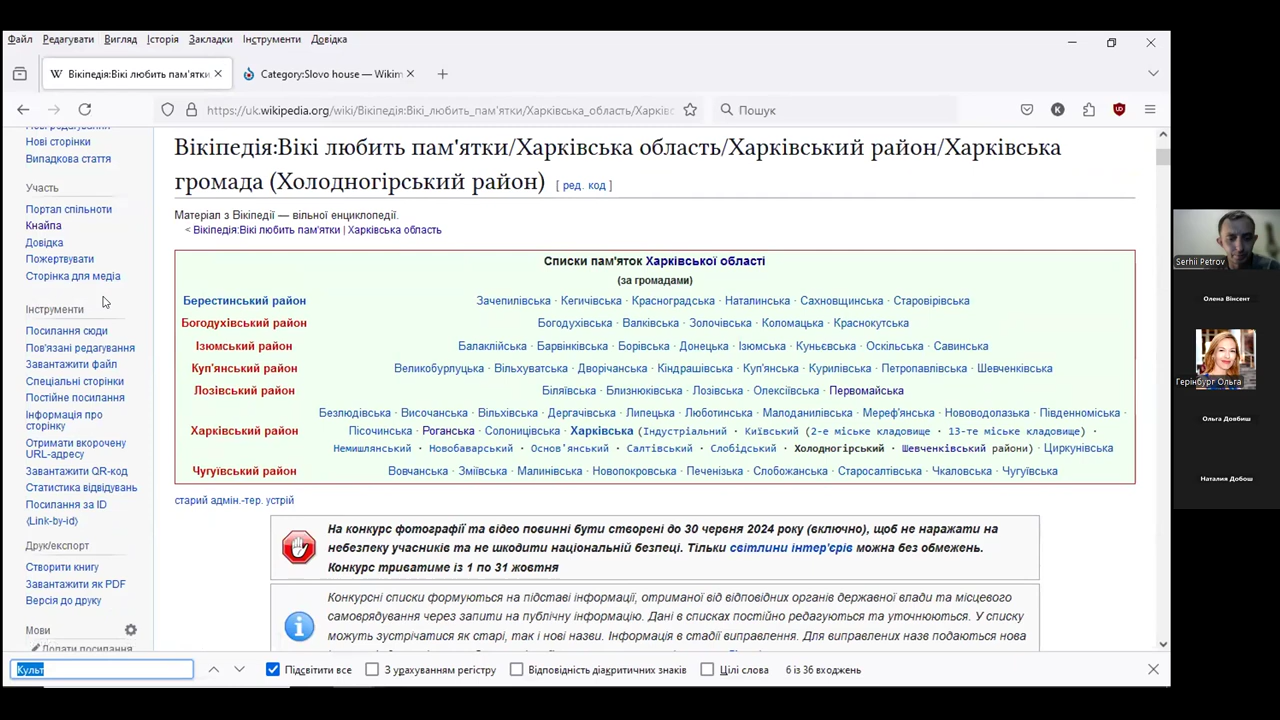 Файл Редагувати Вигляд Історія Закладки Інструменти Довідка
Вікіпедія:Вікі любить пам'ятки
Category:Slovo house — Wikim
https://uk.wikipedia.org/wiki/Вікіпедія:Вікі_любить_пам'ятки/Харківська_область/Харківс
Пошук
Нові редагування
Нові сторінки
Випадкова стаття
Участь
Портал спільноти
Кнайпа
Довідка
Пожертвувати
Сторінка для медіа
Інструменти
Посилання сюди
Пов'язані редагування
Завантажити файл
Спеціальні сторінки
Постійне посилання
Інформація про
сторінку
Отримати вкорочену
URL-адресу
Завантажити QR-код
Статистика відвідувань
Посилання за ID
(Link-by-id)
Друк/експорт
Створити книгу
Завантажити як PDF
Версія до друку
Мови
Додати посилання
Вікіпедія:Вікі любить пам'ятки/Харківська область/Харківський район/Харківська
громада (Холодногірський район) [ ред. код ]
Матеріал з Вікіпедії — вільної енциклопедії.
< Вікіпедія:Вікі любить пам'ятки | Харківська область
Списки пам'яток Харківської області
(за громадами)
Берестинський район Зачепилівська · Кегичівська · Красноградська · Наталинська · Сахновщинська · Старовірівська
Богодухівський район Богодухівська · Валківська · Золочівська · Коломацька · Краснокутська
Ізюмський район Балаклійська · Барвінківська · Борівська · Донецька · Ізюмська · Куньєвська · Оскільська · Савинська
Куп'янський район Великобурлуцька · Вільхуватська · Дворічанська · Кіндрашівська · Куп'янська · Курилівська · Петропавлівська · Шевченківська
Лозівський район Біляївська · Близнюківська · Лозівська · Олексіївська · Первомайська
Харківський район Безлюдівська · Височанська · Вільхівська · Дергачівська · Липецька · Люботинська · Малоданилівська · Мереф'янська · Нововодолазька · Південноміська ·
Пісочинська · Роганська · Солоницівська · Харківська (Індустріальний · Київський (2-е міське кладовище · 13-те міське кладовище) ·
Немишлянський · Новобаварський · Основ'янський · Салтівський · Слобідський · Холодногірський · Шевченківський райони) · Циркунівська
Чугуївський район Вовчанська · Зміївська · Малинівська · Новопокровська · Печенізька · Слобожанська · Старосалтівська · Чкаловська · Чугуївська
старий адмін.-тер. устрій
На конкурс фотографії та відео повинні бути створені до 30 червня 2024 року (включно), щоб не наражати на
небезпеку учасників та не шкодити національній безпеці. Тільки світлини інтер'єрів можна без обмежень.
Конкурс триватиме із 1 по 31 жовтня
Конкурсні списки формуються на підставі інформації, отриманої від відповідних органів державної влади та місцевого
самоврядування через запити на публічну інформацію. Дані в списках постійно редагуються та уточнюються. У списку
можуть зустрічатися як старі, так і нові назви. Інформація в стадії виправлення. Для виправлених назв подаються нова
Культ
Підсвітити все
З урахуванням регістру
Відповідність діакритичних знаків
Цілі слова
6 із 36 входжень
Serhii Petrov
Олена Вінсент
Герінбург Ольга
Ольга Довбиш
Наталия Добош